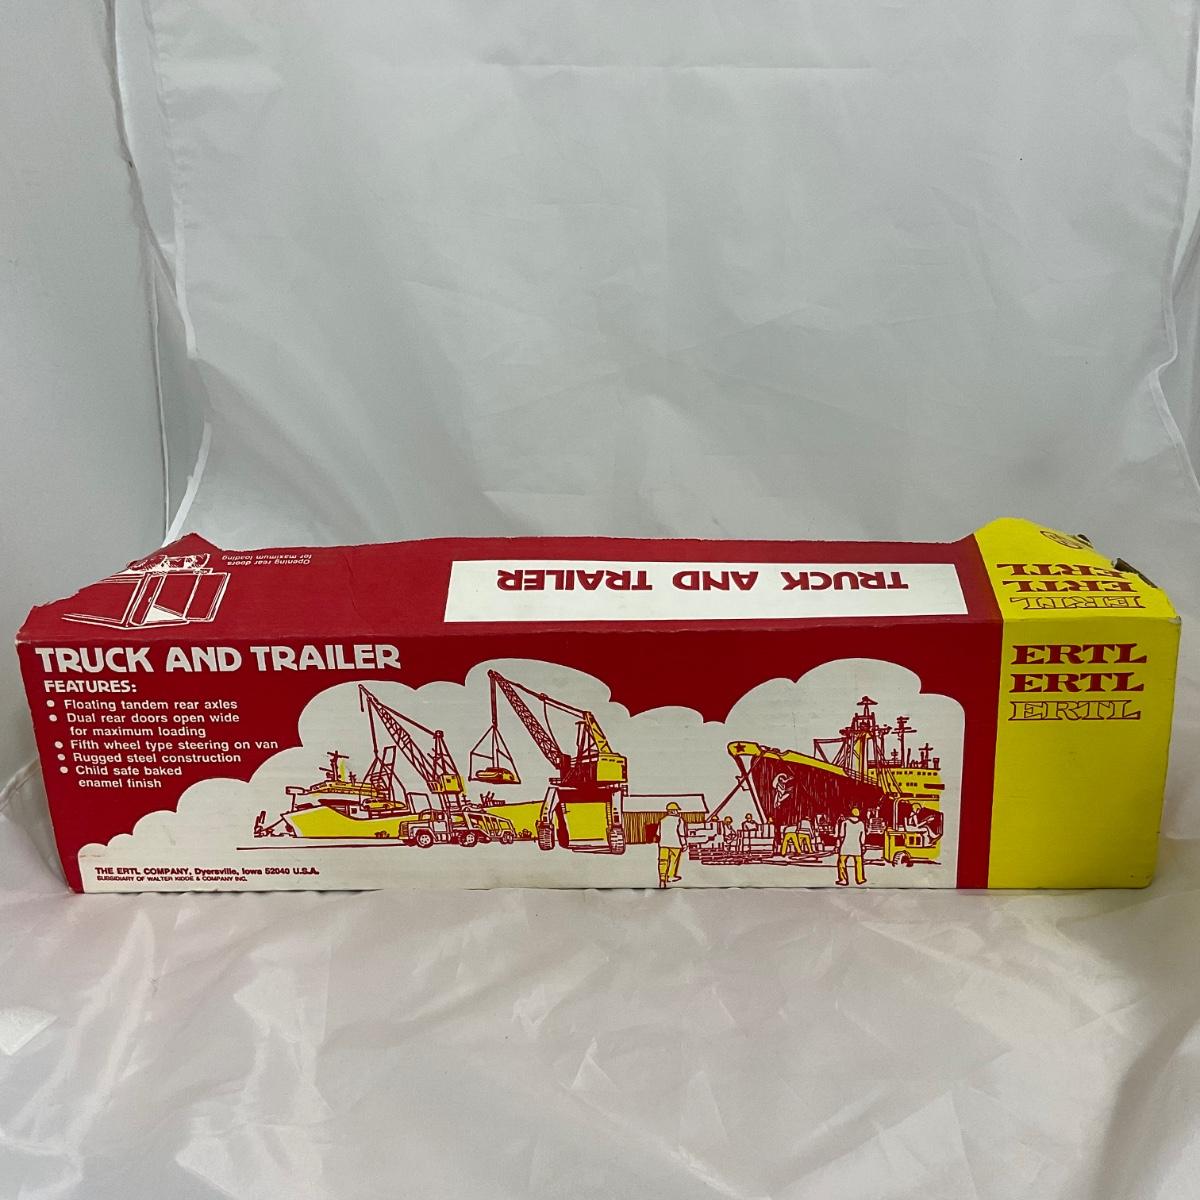 Opening rear doors
for maximum loading
TRUCK AND TRAILER
ERTL
ERTL
ERTL
TRUCK AND TRAILER
FEATURES:
● Floating tandem rear axles
● Dual rear doors open wide
for maximum loading
● Fifth wheel type steering on van
● Rugged steel construction
● Child safe baked
enamel finish
THE ERTL COMPANY, Dyersville, Iowa 52040 U.S.A.
SUBSIDIARY OF WALTER KIDDE & COMPANY INC.
ERTL
ERTL
ERTL